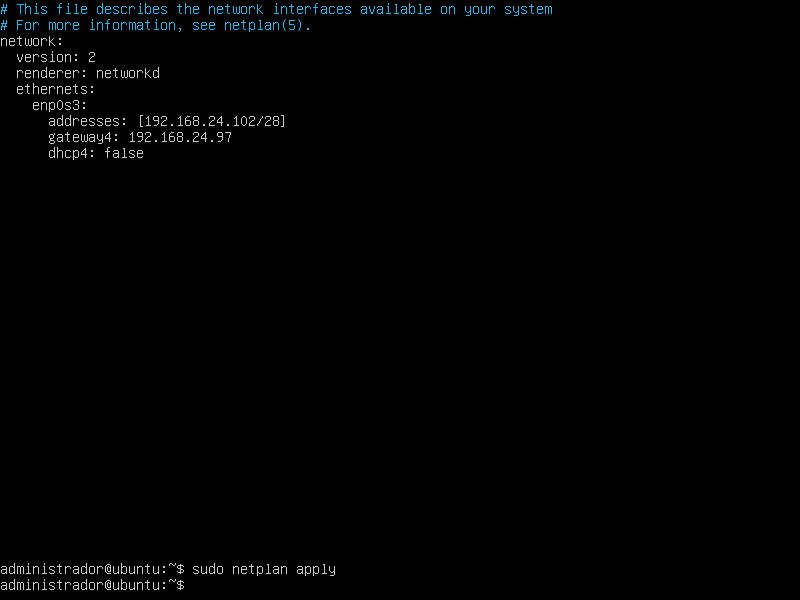 # This file describes the network interfaces available on your system
# For more information, see netplan(5).
network:
  version: 2
  renderer: networkd
  ethernets:
    enp0s3:
      addresses: [192.168.24.102/28]
      gateway4: 192.168.24.97
      dhcp4: false
administrador@ubuntu:~$ sudo netplan apply
administrador@ubuntu:~$